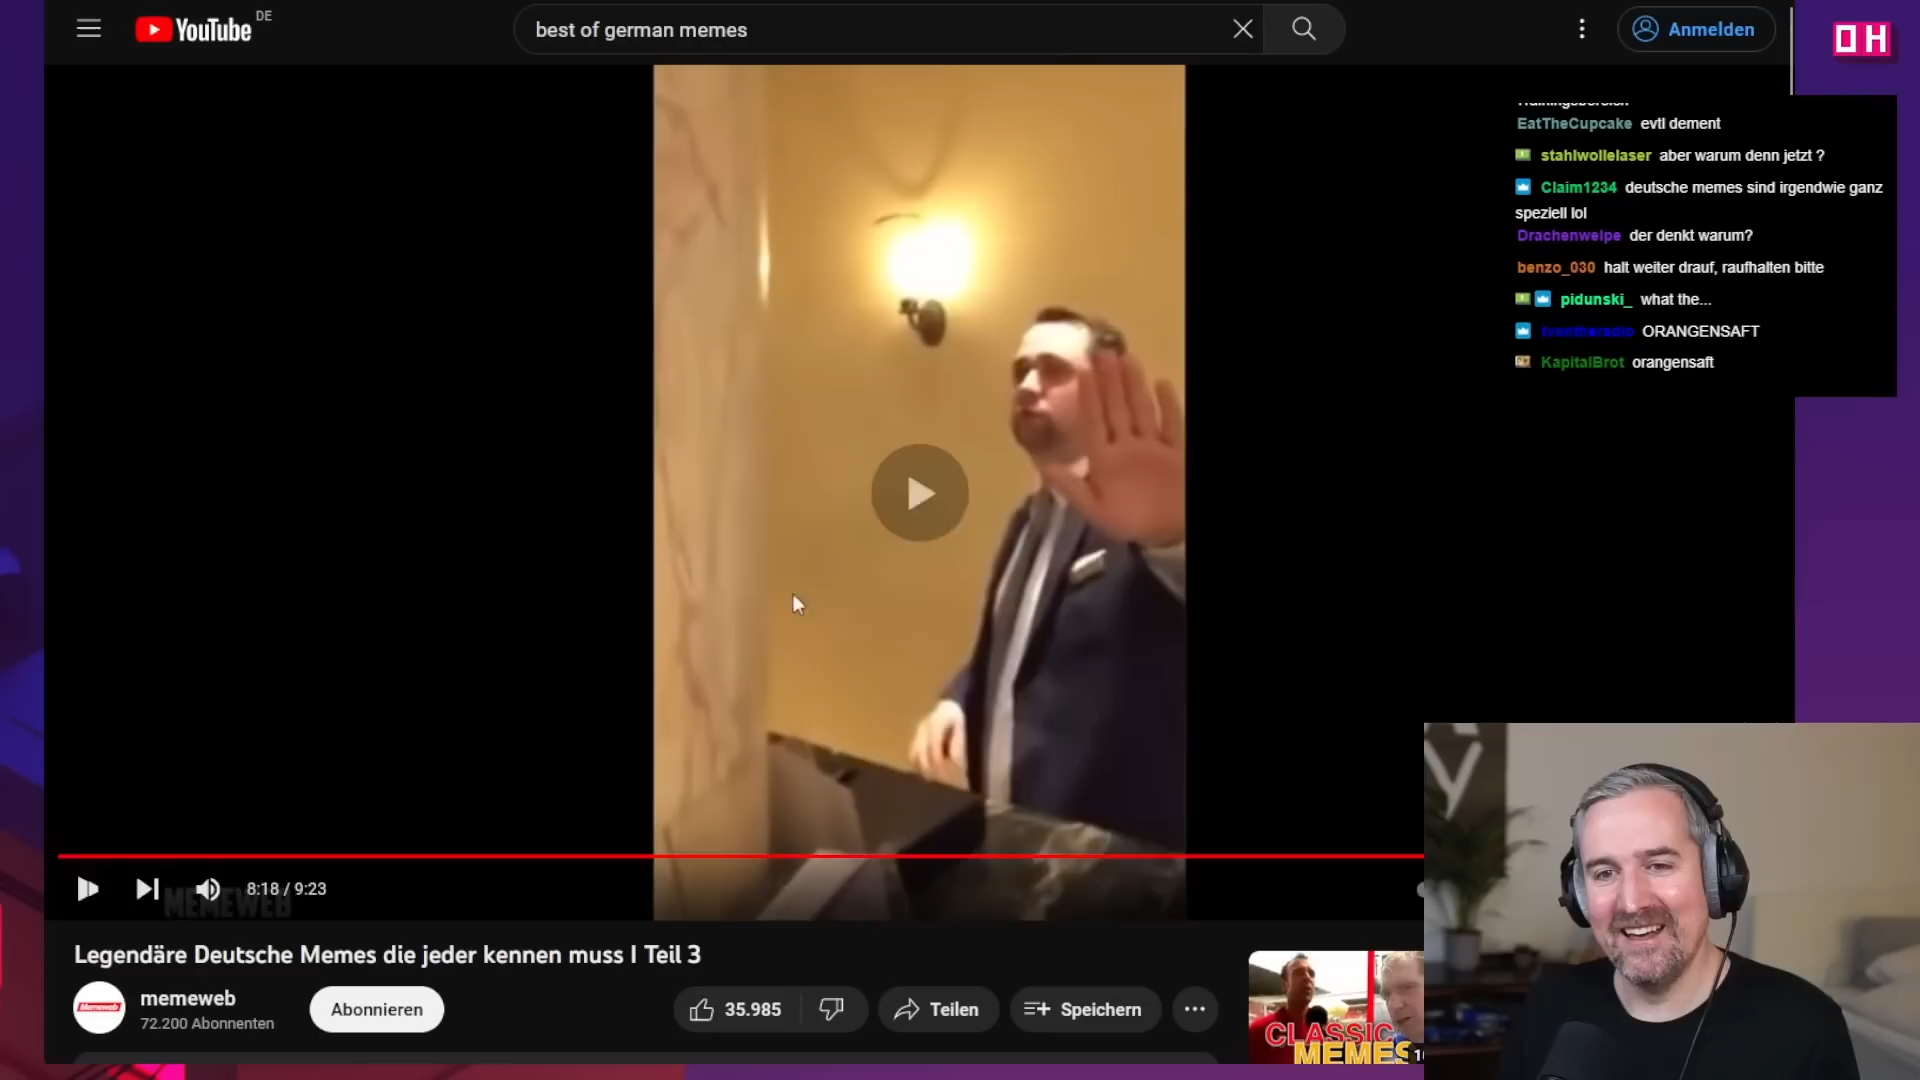 YouTube DE
best of german memes
Anmelden
OH
EatTheCupcake evtl dement
stahlwollelaser aber warum denn jetzt ?
Claim1234 deutsche memes sind irgendwie ganz
speziell lol
Drachenwelpe der denkt warum?
benzo_030 halt weiter drauf, raufhalten bitte
pidunski_ what the...
ORANGENSAFT
KapitalBrot orangensaft
8:18 / 9:23
MEMEWEB
Legendäre Deutsche Memes die jeder kennen muss I Teil 3
Memeweb
memeweb
72.200 Abonnenten
Abonnieren
35.985
Teilen
Speichern
CLASSIC
MEMES